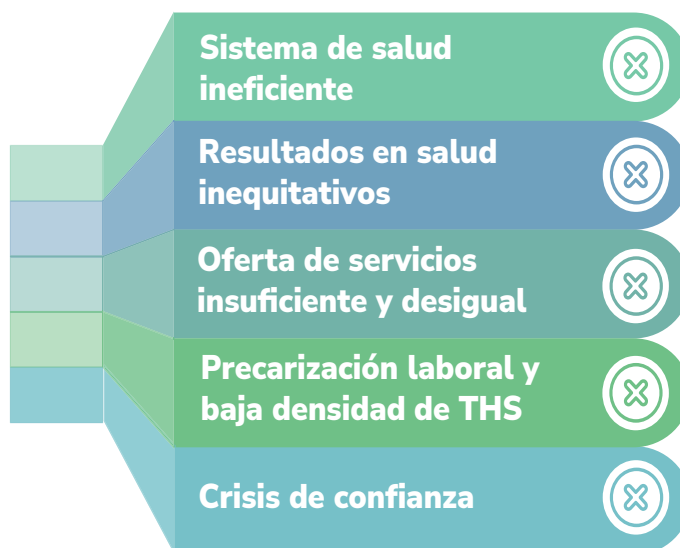 Sistema de salud
ineficiente
Resultados en salud
inequitativos
Oferta de servicios
insuficiente y desigual
Precarización laboral y
baja densidad de THS
Crisis de confianza